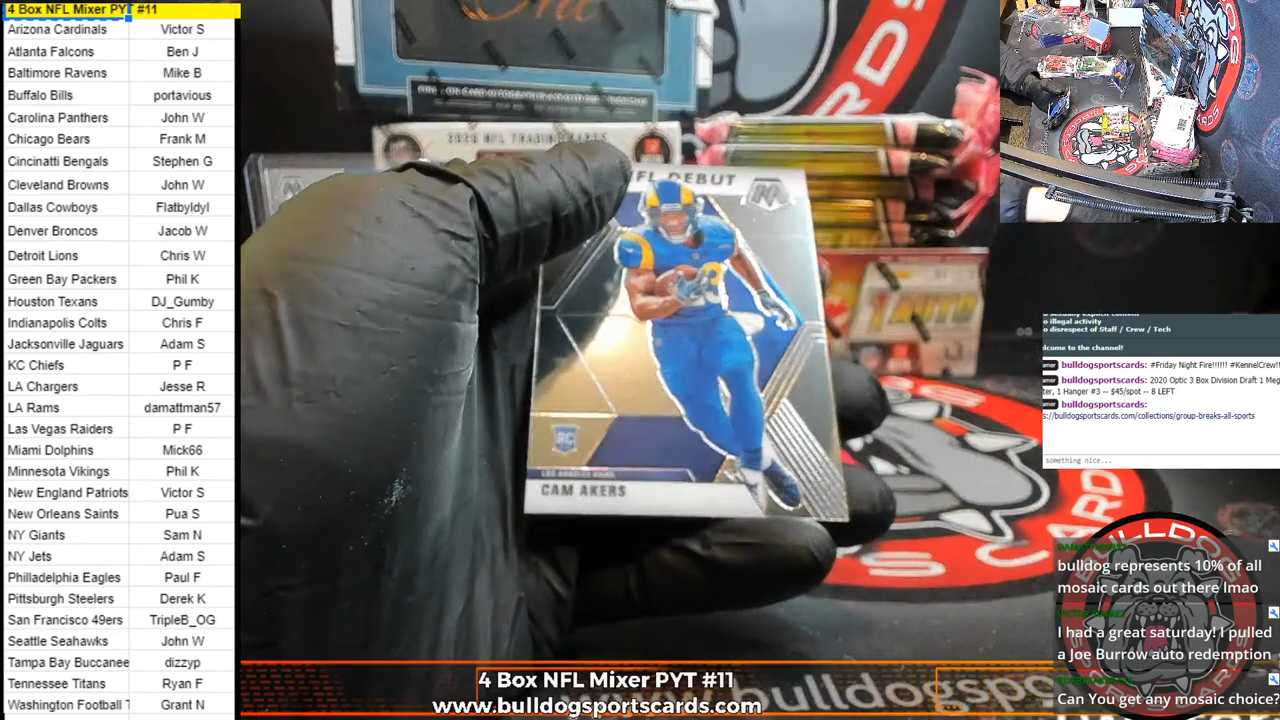 4 Box NFL Mixer PYT #11
Arizona Cardinals Victor S
Atlanta Falcons Ben J
Baltimore Ravens Mike B
Buffalo Bills portavious
Carolina Panthers John W
Chicago Bears Frank M
Cincinatti Bengals Stephen G
Cleveland Browns John W
Dallas Cowboys Flatbyldyl
Denver Broncos Jacob W
Detroit Lions Chris W
Green Bay Packers Phil K
Houston Texans DJ_Gumby
Indianapolis Colts Chris F
Jacksonville Jaguars Adam S
KC Chiefs P F
LA Chargers Jesse R
LA Rams damattman57
Las Vegas Raiders P F
Miami Dolphins Mick66
Minnesota Vikings Phil K
New England Patriots Victor S
New Orleans Saints Pua S
NY Giants Sam N
NY Jets Adam S
Philadelphia Eagles Paul F
Pittsburgh Steelers Derek K
San Francisco 49ers TripleB_OG
Seattle Seahawks John W
Tampa Bay Buccanee dizzyp
Tennessee Titans Ryan F
Washington Football T Grant N
2020 NFL TRADING CARDS
NFL DEBUT
RC
LOS ANGELES RAMS
CAM AKERS
1 AUTO
CARDS
o illegal activity
o disrespect of Staff / Crew / Tech
elcome to the channel!
bulldogsportscards: #Friday Night Fire!!!!!! #KennelCrew!!
bulldogsportscards: 2020 Optic 3 Box Division Draft 1 Meg
ter, 1 Hanger #3 -- $45/spot -- 8 LEFT
bulldogsportscards:
s://bulldogsportscards.com/collections/group-breaks-all-sports
something nice...
bulldog represents 10% of all
mosaic cards out there lmao
I had a great saturday! I pulled
a Joe Burrow auto redemption
Can You get any mosaic choice?
4 Box NFL Mixer PYT #11
www.bulldogsportscards.com